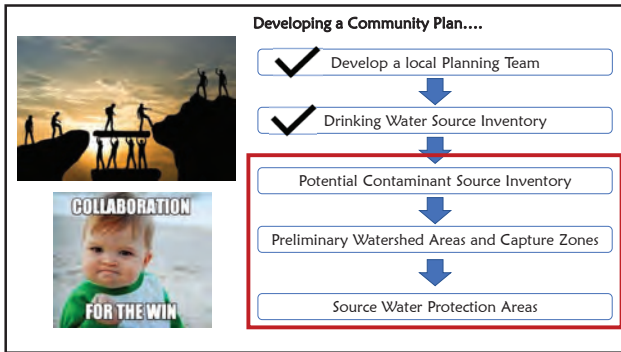 Developing a Community Plan....
Develop a local Planning Team
Drinking Water Source Inventory
Potential Contaminant Source Inventory
Preliminary Watershed Areas and Capture Zones
Source Water Protection Areas
COLLABORATION
FOR THE WIN